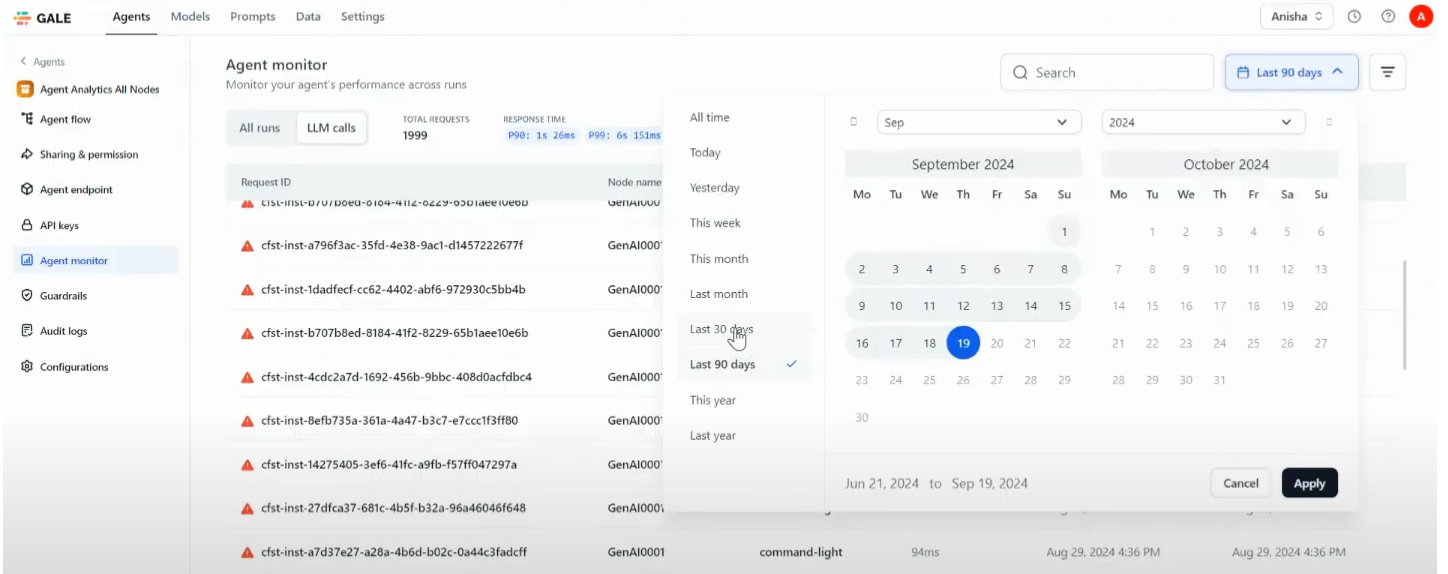 GALE Agents Models Prompts Data Settings Anisha A
Agents
Agent Analytics All Nodes
Agent flow
Sharing & permission
Agent endpoint
API keys
Agent monitor
Guardrails
Audit logs
Configurations
Agent monitor
Monitor your agent's performance across runs
Search
Last 90 days
All runs
LLM calls
TOTAL REQUESTS
1999
RESPONSE TIME
P90: 1s 26ms P99: 6s 151ms
Request ID Node name
cfst-inst-b707b8ed-8184-41f2-8229-65b1aee10e6b GenAI000
cfst-inst-a796f3ac-35fd-4e38-9ac1-d1457222677f GenAI000
cfst-inst-1dadfecf-cc62-4402-abf6-972930c5bb4b GenAI000
cfst-inst-b707b8ed-8184-41f2-8229-65b1aee10e6b GenAI000
cfst-inst-4cdc2a7d-1692-456b-9bbc-408d0acfdbc4 GenAI000
cfst-inst-8efb735a-361a-4a47-b3c7-e7ccc1f3ff80 GenAI000
cfst-inst-14275405-3ef6-41fc-a9fb-f57ff047297a GenAI000
cfst-inst-27dfca37-681c-4b5f-b32a-96a46046f648 GenAI000
cfst-inst-a7d37e27-a28a-4b6d-b02c-0a44c3fadcff GenAI0001 command-light 94ms Aug 29, 2024 4:36 PM Aug 29, 2024 4:36 PM
All time
Today
Yesterday
This week
This month
Last month
Last 30 days
Last 90 days
This year
Last year
Sep
2024
September 2024
Mo Tu We Th Fr Sa Su
1
2 3 4 5 6 7 8
9 10 11 12 13 14 15
16 17 18 19 20 21 22
23 24 25 26 27 28 29
30
October 2024
Mo Tu We Th Fr Sa Su
1 2 3 4 5 6
7 8 9 10 11 12 13
14 15 16 17 18 19 20
21 22 23 24 25 26 27
28 29 30 31
Jun 21, 2024 to Sep 19, 2024
Cancel
Apply